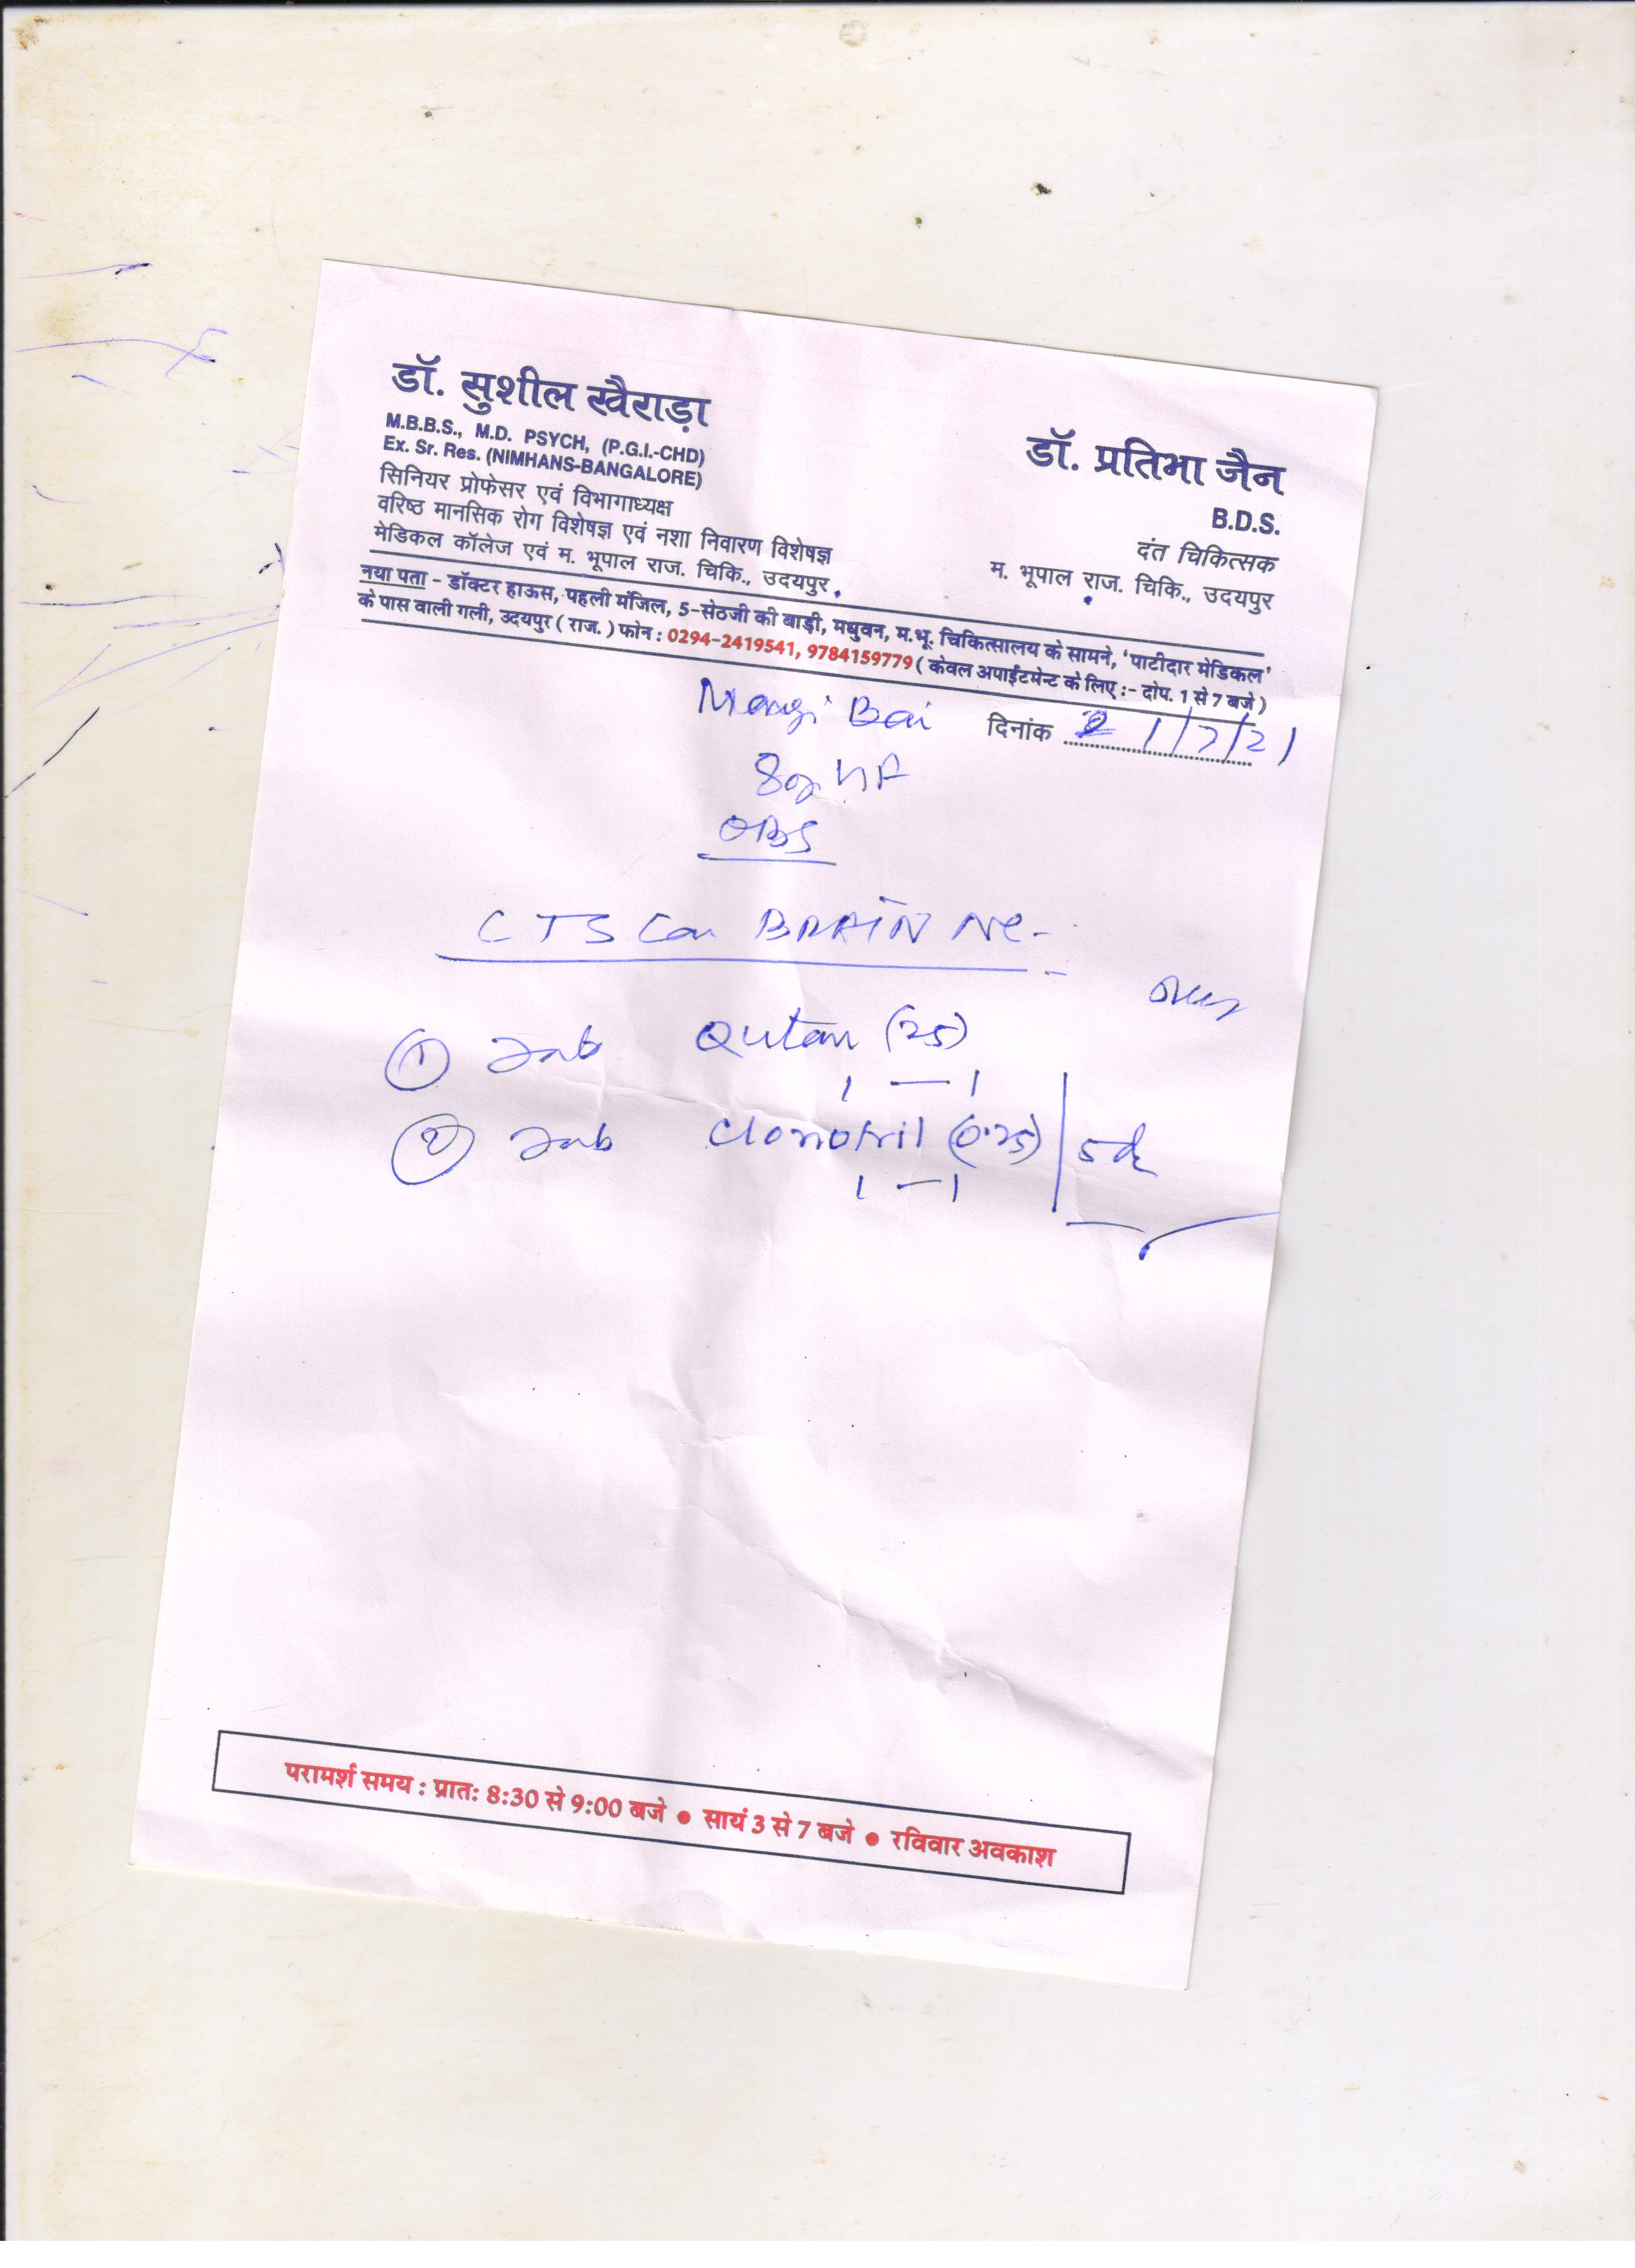 डॉ. सुशील खैराड़ा
M.B.B.S., M.D. PSYCH, (P.G.I.-CHD)
Ex. Sr. Res. (NIMHANS-BANGALORE)
सिनियर प्रोफेसर एवं विभागाध्यक्ष
वरिष्ठ मानसिक रोग विशेषज्ञ एवं नशा निवारण विशेषज्ञ
मेडिकल कॉलेज एवं म. भूपाल राज. चिकि., उदयपुर
डॉ. प्रतिभा जैन
B.D.S.
दंत चिकित्सक
म. भूपाल राज. चिकि., उदयपुर
नया पता - डॉक्टर हाऊस, पहली मंजिल, 5-सेठजी की बाड़ी, मधुवन, म.भू. चिकित्सालय के सामने, 'पाटीदार मेडिकल'
के पास वाली गली, उदयपुर ( राज. ) फोन : 0294-2419541, 9784159779 ( केवल अपाईंटमेन्ट के लिए :- दोप. 1 से 7 बजे )
Mangi Bai दिनांक 21/7/21
OBS
CT Scan BRAIN
① Tab Qutan (25)
1 — 1
② Tab Clonotril (0.25) 5d
1 — 1
परामर्श समय : प्रात: 8:30 से 9:00 बजे ● सायं 3 से 7 बजे ● रविवार अवकाश